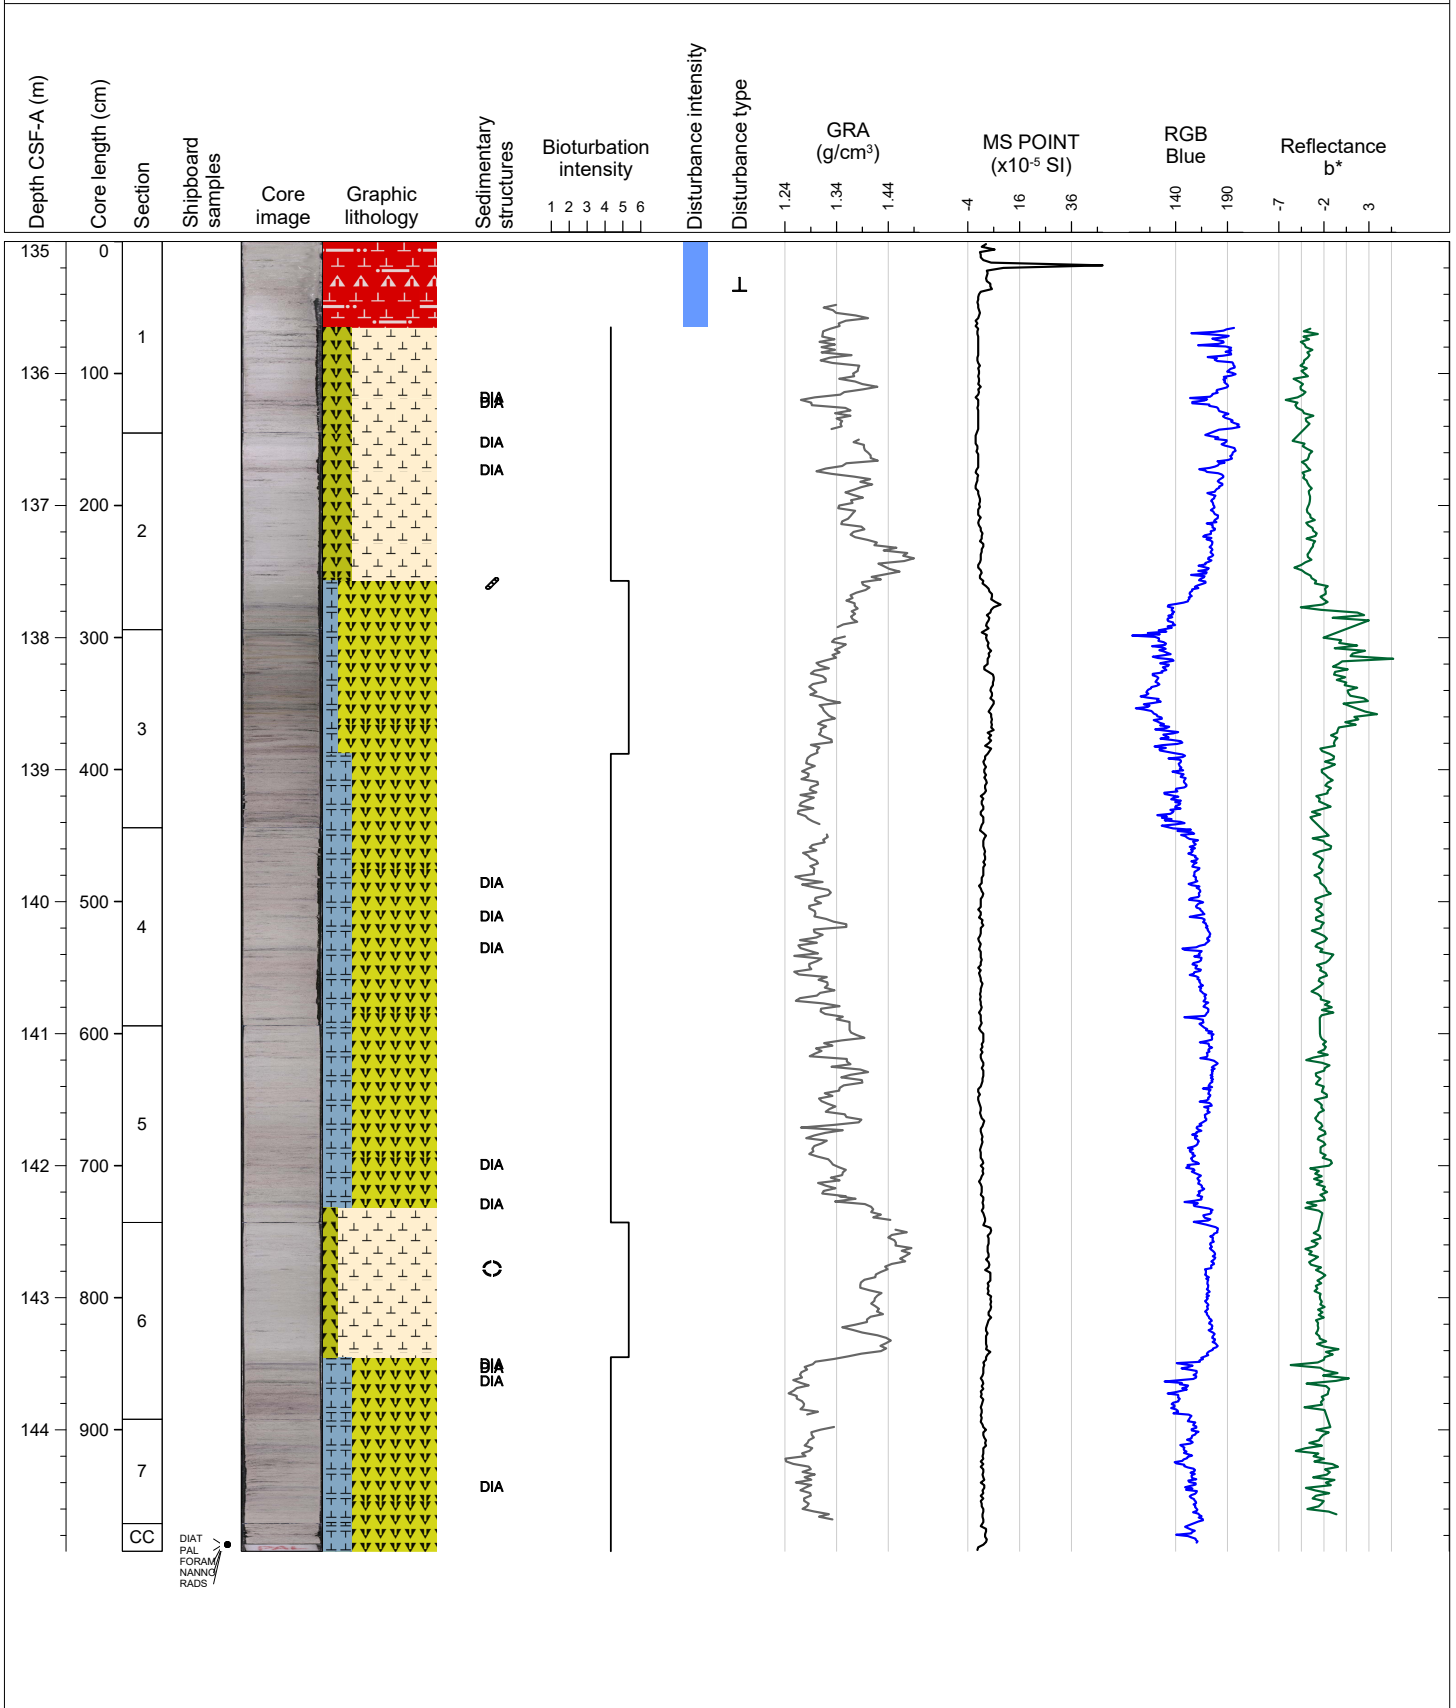 Depth CSF-A (m)
Core length (cm)
Section
Shipboard
samples
Core
image
Graphic
lithology
Sedimentary
structures
Bioturbation
intensity
1 2 3 4 5 6
Disturbance intensity
Disturbance type
GRA
(g/cm³)
1.24 1.34 1.44
MS POINT
(x10⁻⁵ SI)
-4 16 36
RGB
Blue
140 190
Reflectance
b*
-7 -2 3
135 0
1
136 100
DIA
DIA
DIA
DIA
137 200
2
138 300
3
139 400
DIA
140 500
DIA
4
DIA
141 600
5
142 700
DIA
DIA
143 800
6
DIA
DIA
DIA
144 900
7
DIA
CC
DIAT
PAL
FORAM
NANNO
RADS
PAL